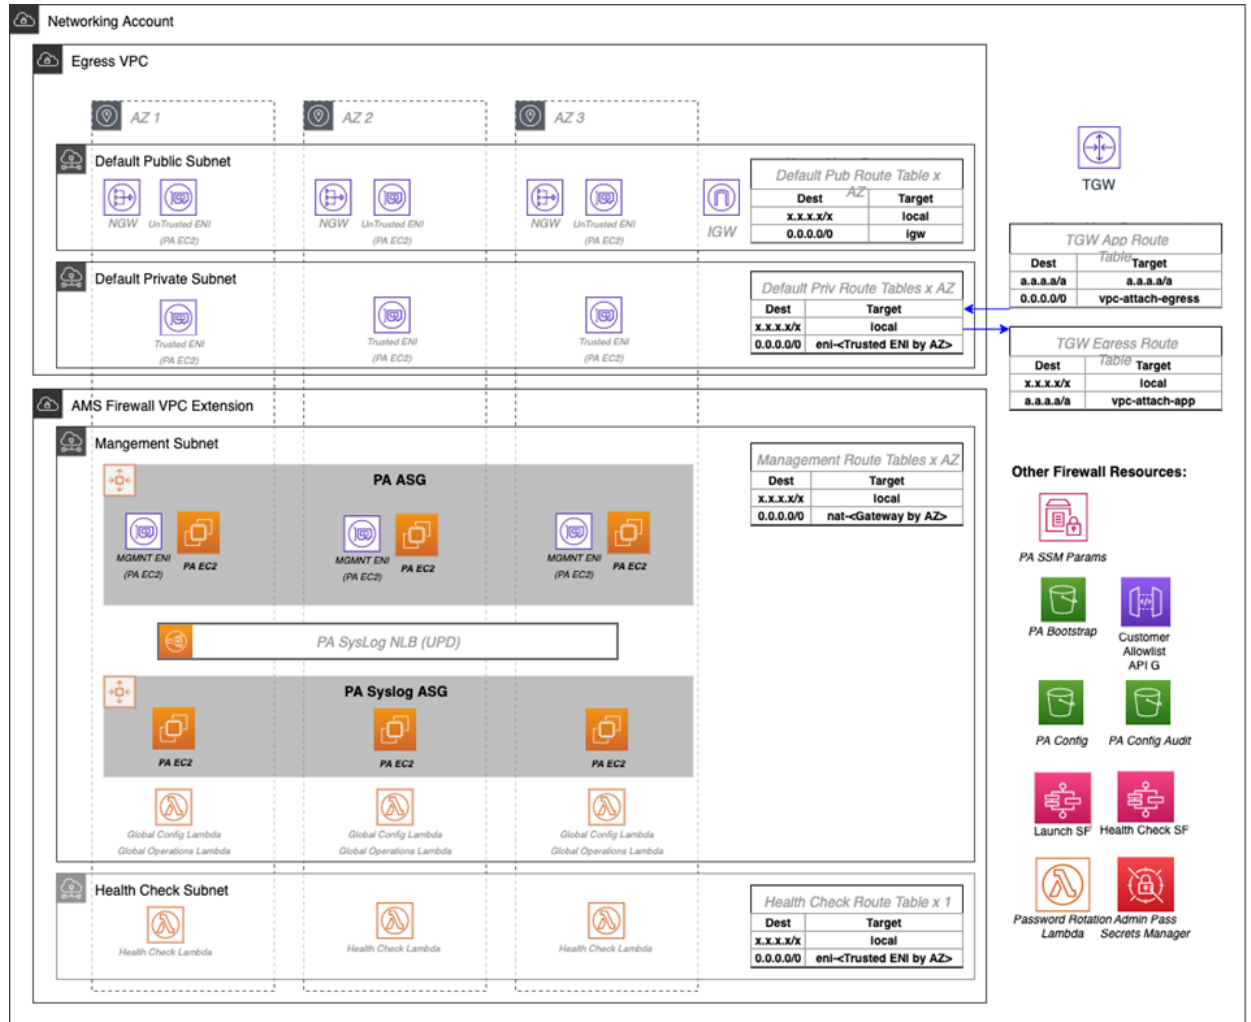 Networking Account
Egress VPC
AZ 1
AZ 2
AZ 3
Default Public Subnet
NGW
UnTrusted ENI
(PA EC2)
NGW
UnTrusted ENI
(PA EC2)
NGW
UnTrusted ENI
(PA EC2)
IGW
Default Pub Route Table x
AZ
Dest Target
x.x.x.x/x local
0.0.0.0/0 igw
TGW
Default Private Subnet
Trusted ENI
(PA EC2)
Trusted ENI
(PA EC2)
Trusted ENI
(PA EC2)
Default Priv Route Tables x AZ
Dest Target
x.x.x.x/x local
0.0.0.0/0 eni-<Trusted ENI by AZ>
TGW App Route
Table
Dest Target
a.a.a.a/a a.a.a.a/a
0.0.0.0/0 vpc-attach-egress
TGW Egress Route
Table
Dest Target
x.x.x.x/x local
a.a.a.a/a vpc-attach-app
AMS Firewall VPC Extension
Mangement Subnet
PA ASG
MGMNT ENI
(PA EC2)
PA EC2
MGMNT ENI
(PA EC2)
PA EC2
MGMNT ENI
(PA EC2)
PA EC2
Management Route Tables x AZ
Dest Target
x.x.x.x/x local
0.0.0.0/0 nat-<Gateway by AZ>
PA SysLog NLB (UPD)
PA Syslog ASG
PA EC2
PA EC2
PA EC2
Global Config Lambda
Global Operations Lambda
Global Config Lambda
Global Operations Lambda
Global Config Lambda
Global Operations Lambda
Health Check Subnet
Health Check Lambda
Health Check Lambda
Health Check Lambda
Health Check Route Table x 1
Dest Target
x.x.x.x/x local
0.0.0.0/0 eni-<Trusted ENI by AZ>
Other Firewall Resources:
PA SSM Params
PA Bootstrap
Customer
Allowlist
API G
PA Config
PA Config Audit
Launch SF
Health Check SF
Password Rotation
Lambda
Admin Pass
Secrets Manager